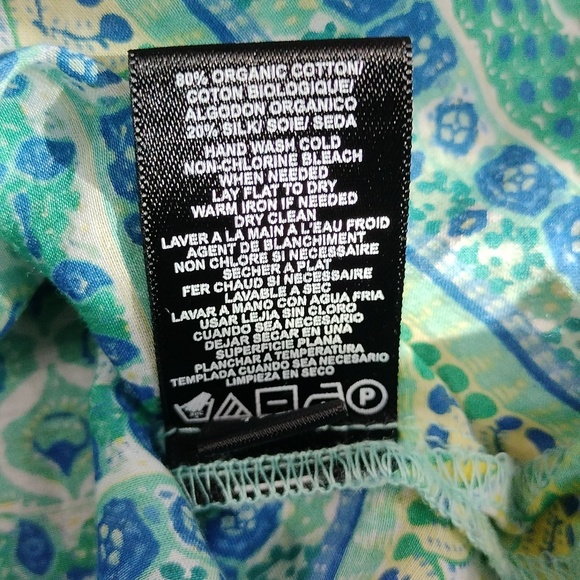 80% ORGANIC COTTON/
COTON BIOLOGIQUE/
ALGODON ORGANICO
20% SILK/ SOIE/ SEDA
HAND WASH COLD
NON-CHLORINE BLEACH
WHEN NEEDED
LAY FLAT TO DRY
WARM IRON IF NEEDED
DRY CLEAN
LAVER A LA MAIN A L'EAU FROID
AGENT DE BLANCHIMENT
NON CHLORE SI NECESSAIRE
SECHER A PLAT
FER CHAUD SI NECESSAIRE
LAVABLE A SEC
LAVAR A MANO CON AGUA FRIA
USAR LEJIA SIN CLORO
CUANDO SEA NECESARIO
DEJAR SECAR EN UNA
SUPERFICIE PLANA
PLANCHAR A TEMPERATURA
TEMPLADA CUANDO SEA NECESARIO
LIMPIEZA EN SECO
P